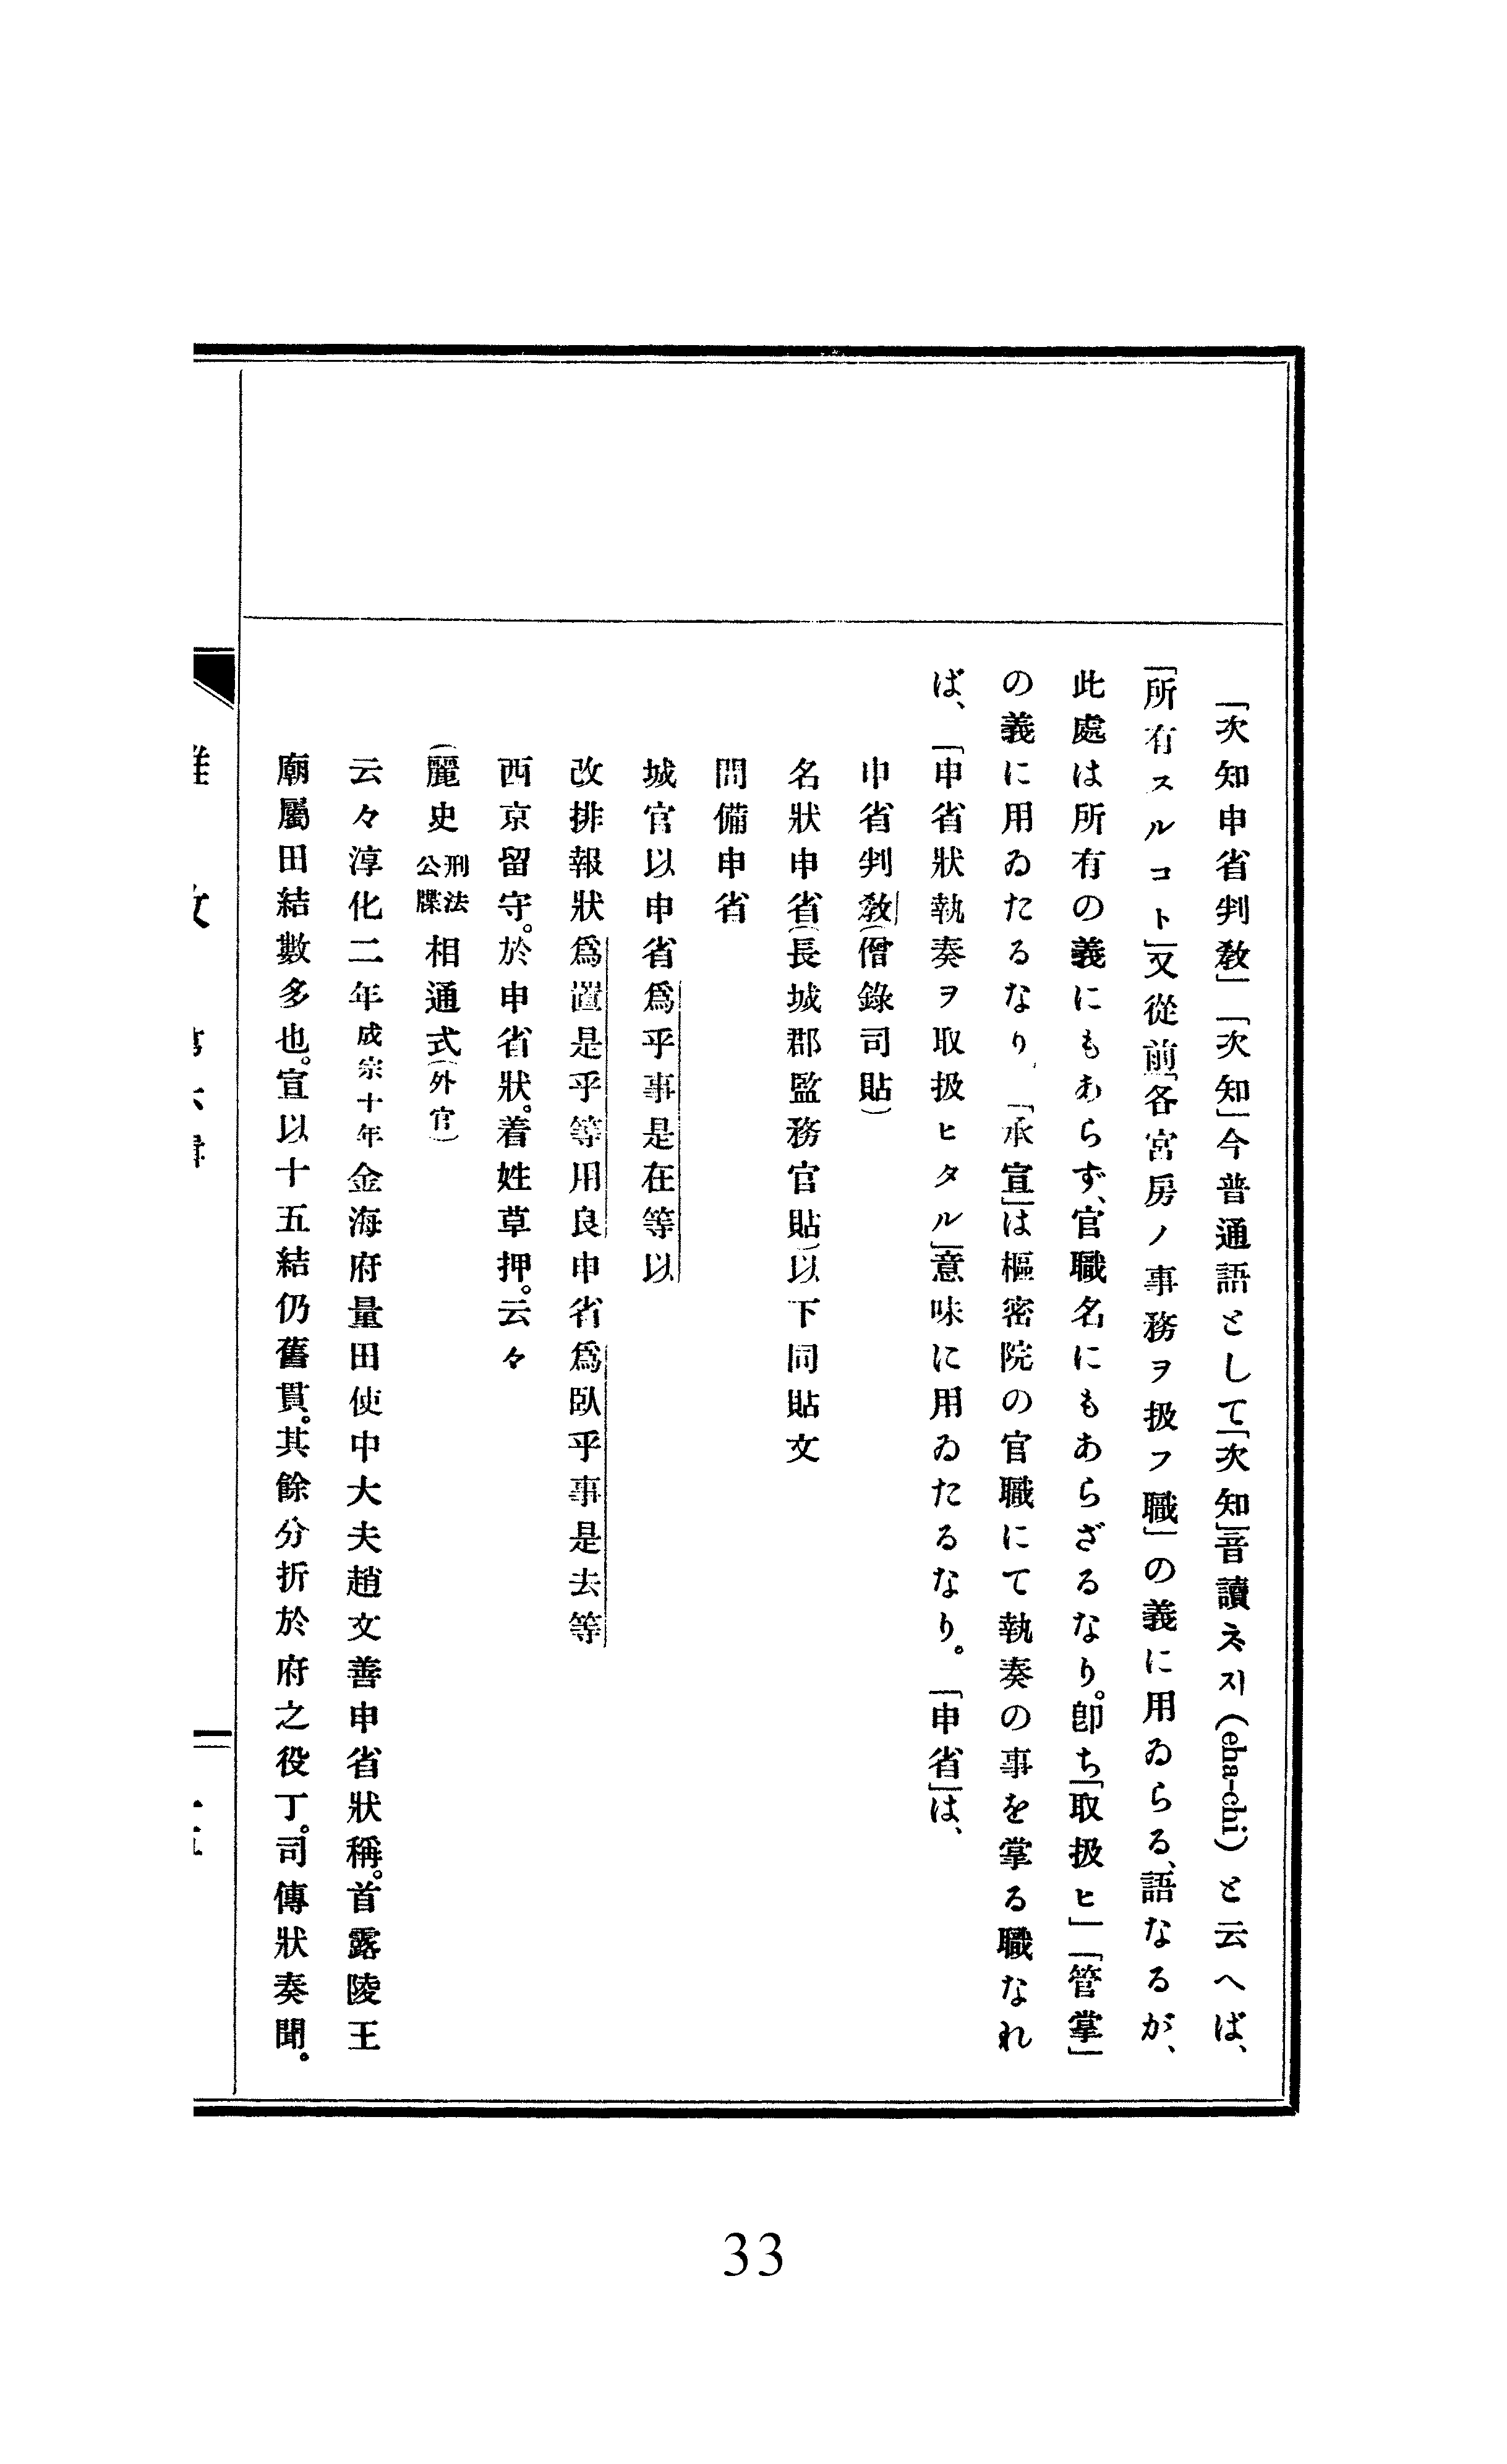 「次知申省判教」「次知」今普通語として「次知」音讀ᄎᆞ지(cha-chi)と云へば、
「所有スルコト」又從前「各宮房ノ事務ヲ扱フ職」の義に用ゐらる、語なるが、
此處は所有の義にもあらず、官職名にもあらざるなり。卽ち「取扱ヒ」「管掌」
の義に用ゐたるなり、「承宣」は樞密院の官職にて執奏の事を掌る職なれ
ば、「申省狀執奏ヲ取扱ヒタル」意味に用ゐたるなり。「申省」は、
申省判敎(僧錄司貼)
名狀申省(長城郡監務官貼)以下同貼文
問備申省
城官以申省爲乎事是在等以
改排報狀爲置是乎等用良申省爲臥乎事是去等
西京留守。於申省狀。着姓草押。云々
(麗史 刑法公牒相通式(外官)
云々淳化二年成宗十年金海府量田使中大夫趙文善申省狀稱。首露陵王
廟屬田結數多也。宣以十五結仍舊貫。其餘分折於府之役丁。司傳狀奏聞。
33